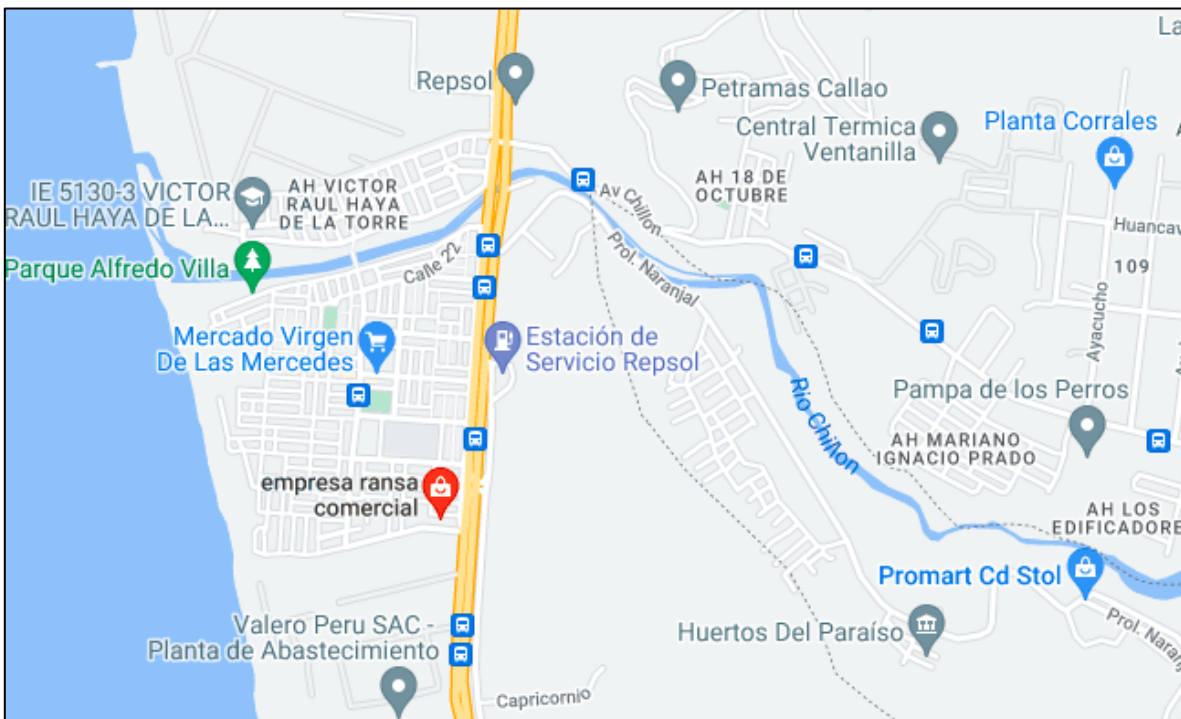 La
Repsol
Petramas Callao
Central Termica
Ventanilla
Planta Corrales
A
IE 5130-3 VICTOR
RAUL HAYA DE LA...
AH VICTOR
RAUL HAYA
DE LA TORRE
AH 18 DE
OCTUBRE
Av Chillon
Huancav
Parque Alfredo Villa
Calle 22
Prol. Naranjal
109
Ayacucho
Mercado Virgen
De Las Mercedes
Estación de
Servicio Repsol
Pampa de los Perros
Rio Chillon
AH MARIANO
IGNACIO PRADO
empresa ransa
comercial
AH LOS
EDIFICADORE
Promart Cd Stol
Valero Peru SAC -
Planta de Abastecimiento
Huertos Del Paraíso
Prol. Naranj
Capricornio